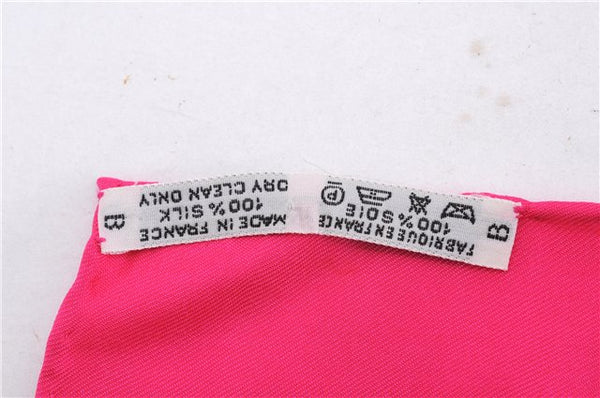 B
FABRIQUE EN FRANCE
100% SOIE
P
MADE IN FRANCE
100% SILK
DRY CLEAN ONLY
B